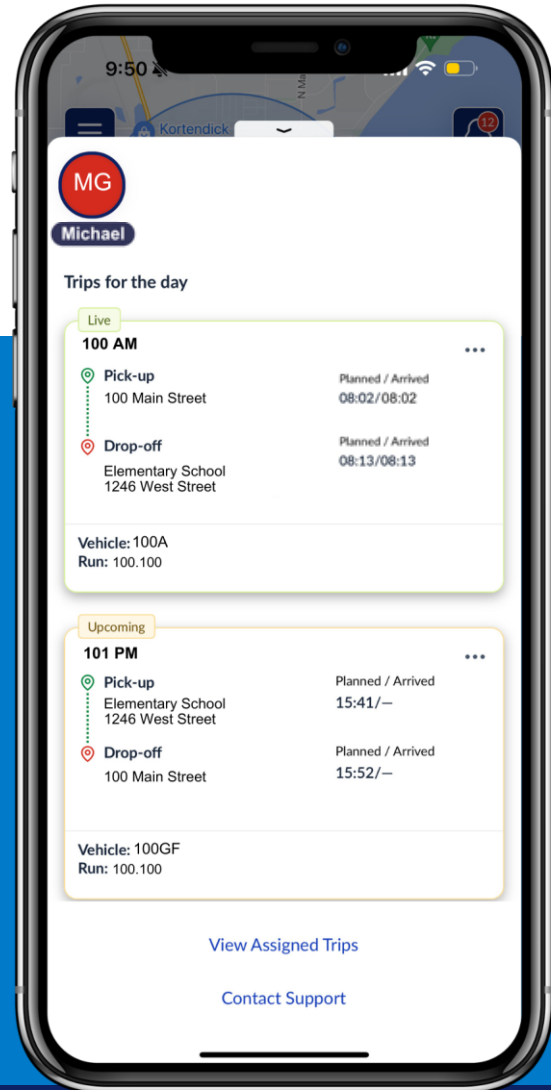 9:50
N Ma
Kortendick
12
MG
Michael
Trips for the day
Live
100 AM
Pick-up
100 Main Street
Planned / Arrived
08:02/08:02
Drop-off
Elementary School
1246 West Street
Planned / Arrived
08:13/08:13
Vehicle: 100A
Run: 100.100
Upcoming
101 PM
Pick-up
Elementary School
1246 West Street
Planned / Arrived
15:41/—
Drop-off
100 Main Street
Planned / Arrived
15:52/—
Vehicle: 100GF
Run: 100.100
View Assigned Trips
Contact Support